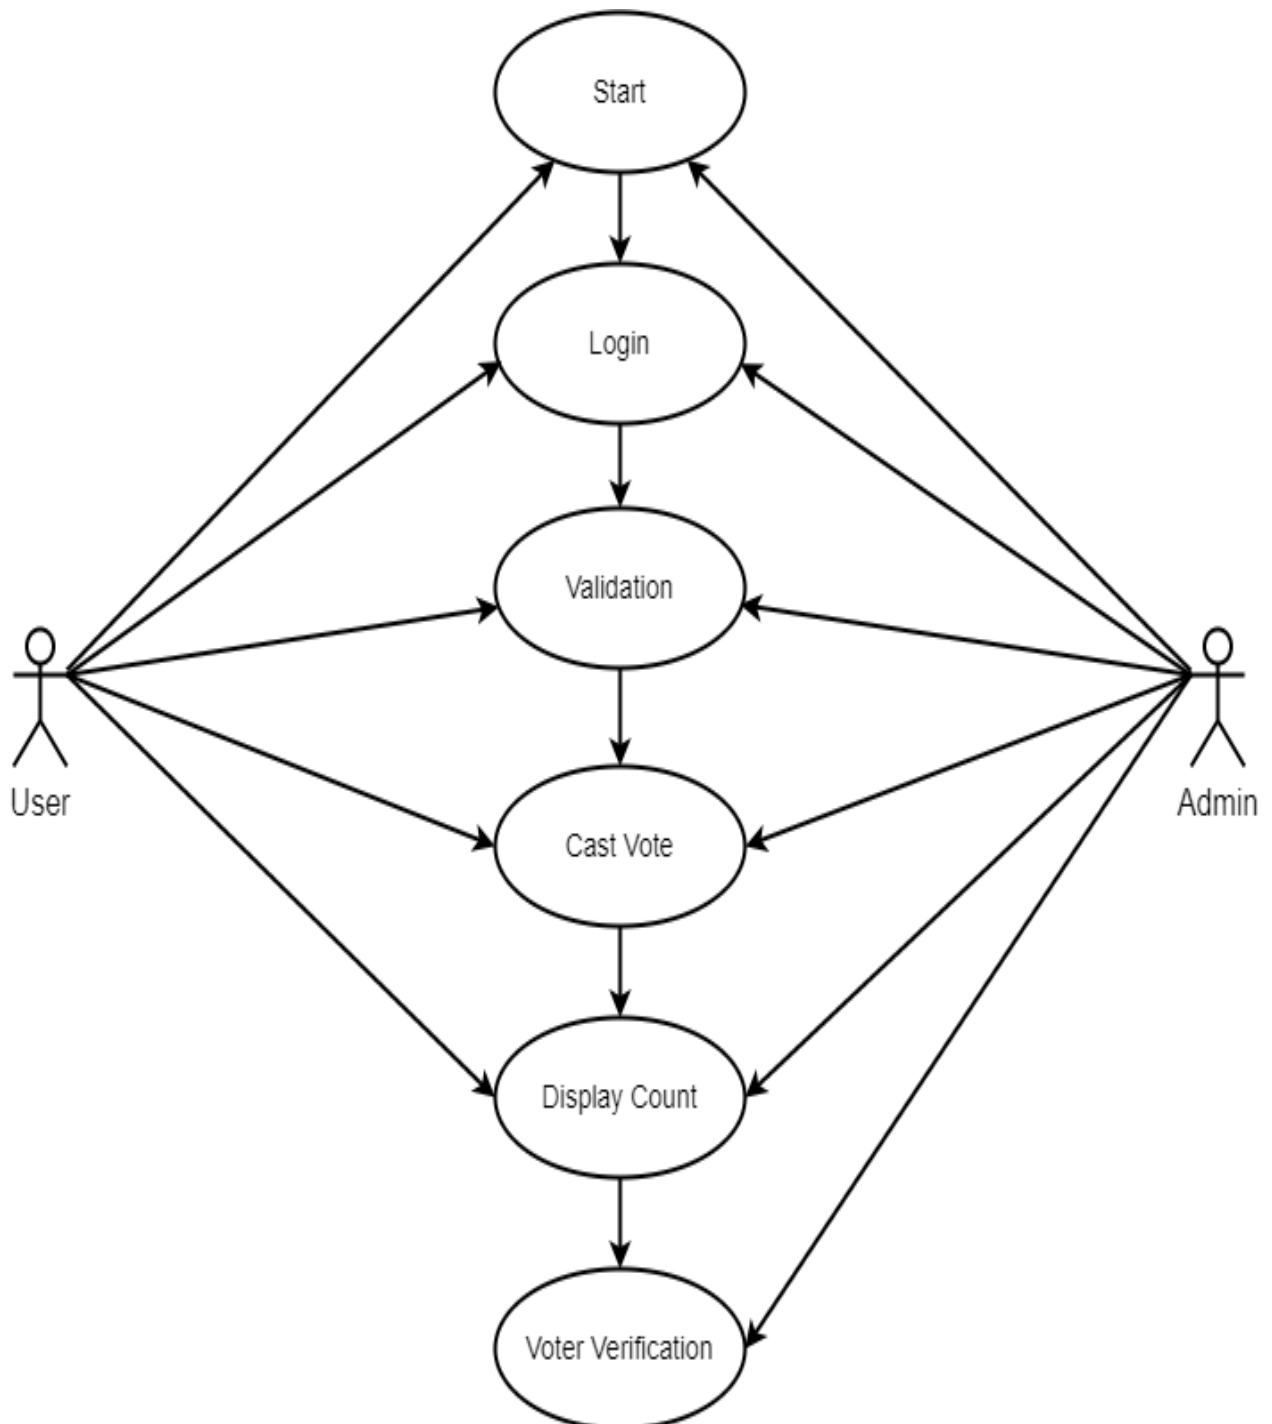 Start
Login
Validation
User
Admin
Cast Vote
Display Count
Voter Verification